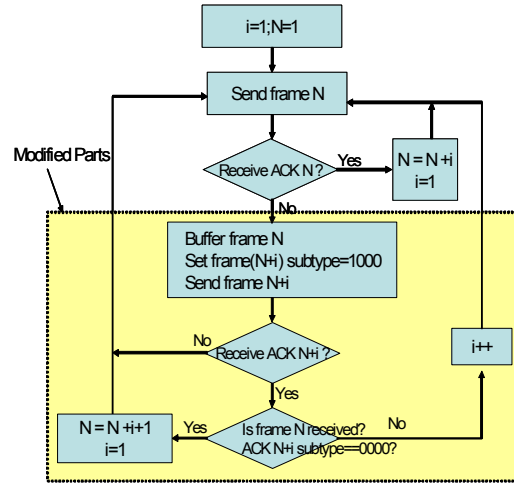 i=1;N=1
Send frame N
Modified Parts
Receive ACK N ?
Yes
N = N +i
i=1
No
Buffer frame N
Set frame(N+i) subtype=1000
Send frame N+i
No
Receive ACK N+i ?
i++
Yes
N = N +i+1
i=1
Yes
Is frame N received?
ACK N+i subtype==0000?
No